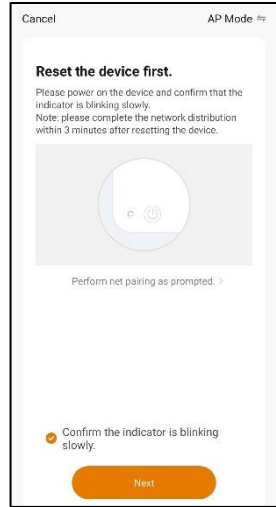 Cancel
AP Mode ⇋
Reset the device first.
Please power on the device and confirm that the
indicator is blinking slowly.
Note: please complete the network distribution
within 3 minutes after resetting the device.
Perform net pairing as prompted. >
Confirm the indicator is blinking
slowly.
Next